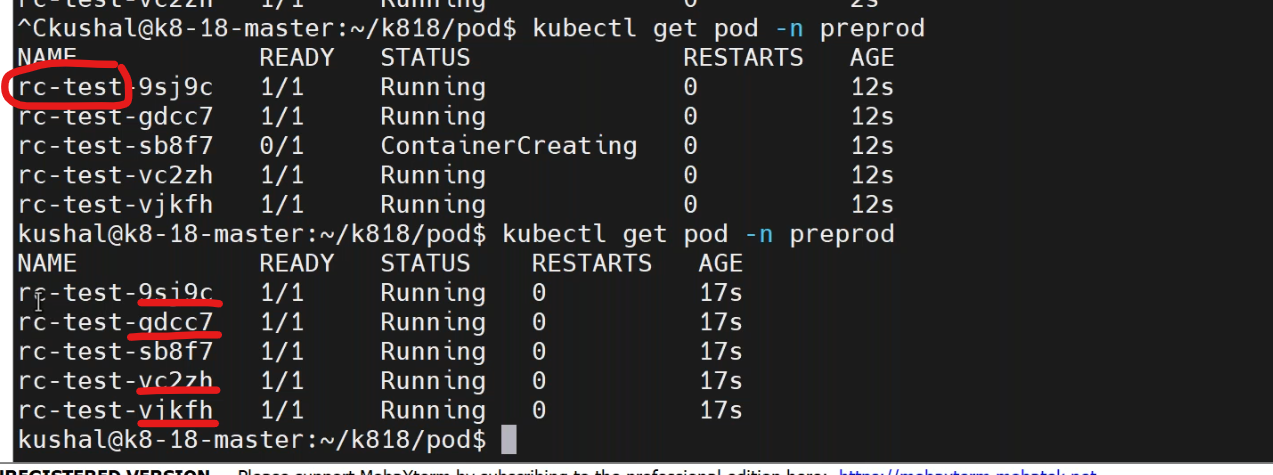 rc-test-vc2zh   1/1     Running             0          2s
^Ckushal@k8-18-master:~/k818/pod$ kubectl get pod -n preprod
NAME            READY   STATUS              RESTARTS   AGE
rc-test-9sj9c   1/1     Running             0          12s
rc-test-gdcc7   1/1     Running             0          12s
rc-test-sb8f7   0/1     ContainerCreating   0          12s
rc-test-vc2zh   1/1     Running             0          12s
rc-test-vjkfh   1/1     Running             0          12s
kushal@k8-18-master:~/k818/pod$ kubectl get pod -n preprod
NAME            READY   STATUS    RESTARTS   AGE
rc-test-9sj9c   1/1     Running   0          17s
rc-test-gdcc7   1/1     Running   0          17s
rc-test-sb8f7   1/1     Running   0          17s
rc-test-vc2zh   1/1     Running   0          17s
rc-test-vjkfh   1/1     Running   0          17s
kushal@k8-18-master:~/k818/pod$
REGISTERED VERSION - Please support MobaXterm by subscribing to the professional edition here: https://mobaxterm.mobatek.net